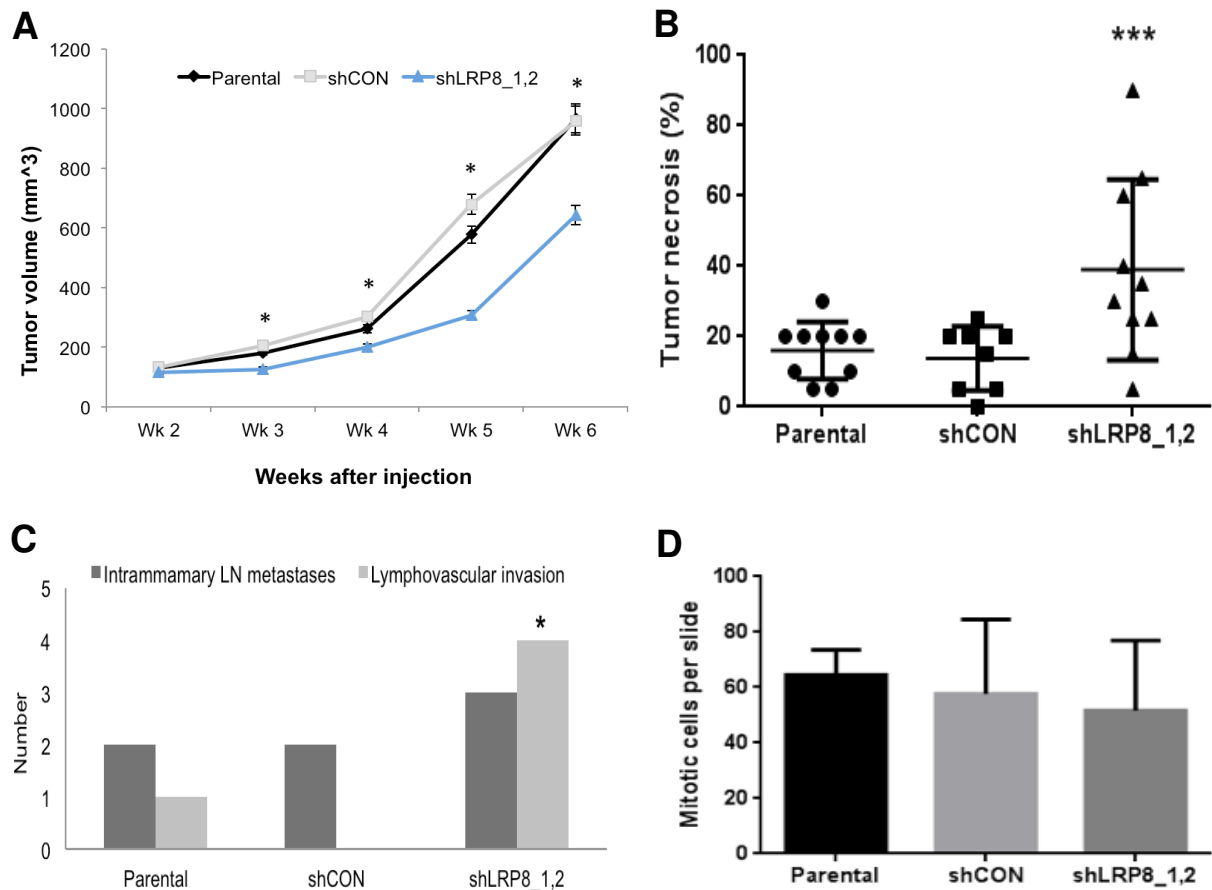 A
1200
1000
800
600
400
200
0
Tumor volume (mm^3)
Parental shCON shLRP8_1,2
*
*
*
*
Wk 2 Wk 3 Wk 4 Wk 5 Wk 6
Weeks after injection
B
***
100
80
60
40
20
0
Tumor necrosis (%)
Parental shCON shLRP8_1,2
C
Intrammamary LN metastases Lymphovascular invasion
5
4
3
2
1
0
Number
*
Parental shCON shLRP8_1,2
D
100
80
60
40
20
0
Mitotic cells per slide
Parental shCON shLRP8_1,2